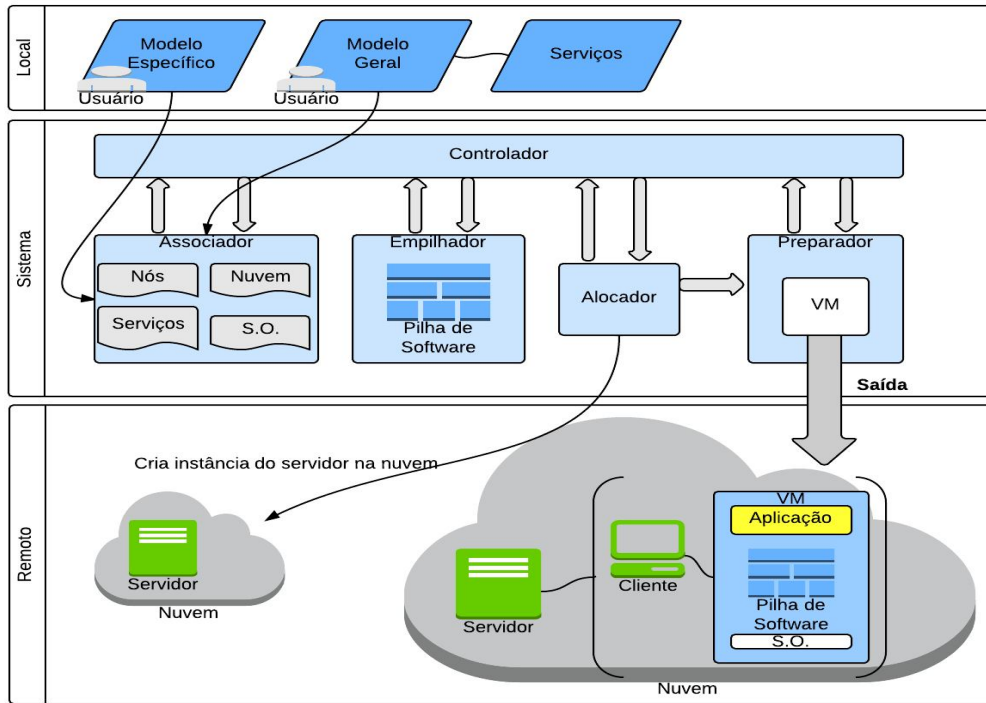 Local
Modelo
Específico
Usuário
Modelo
Geral
Usuário
Serviços
Sistema
Controlador
Associador
Nós
Nuvem
Serviços
S.O.
Empilhador
Pilha de
Software
Alocador
Preparador
VM
Saída
Remoto
Cria instância do servidor na nuvem
Servidor
Nuvem
Servidor
Cliente
VM
Aplicação
Pilha de
Software
S.O.
Nuvem